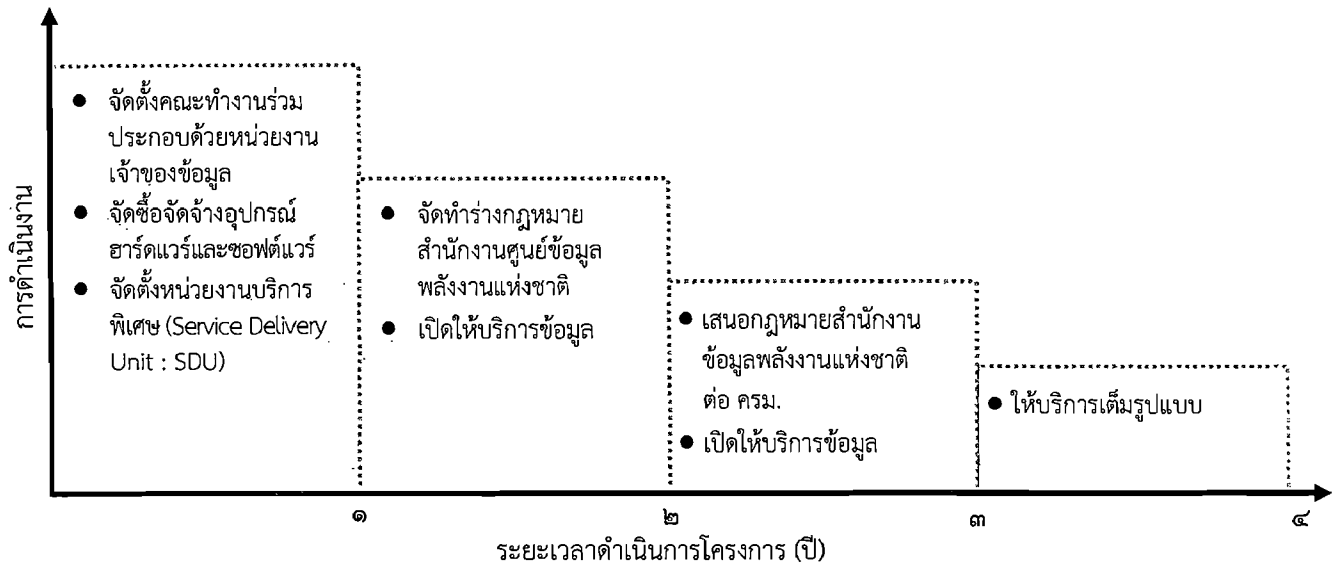 การดำเนินงาน
● จัดตั้งคณะทำงานร่วม
ประกอบด้วยหน่วยงาน
เจ้าของข้อมูล
● จัดซื้อจัดจ้างอุปกรณ์
ฮาร์ดแวร์และซอฟต์แวร์
● จัดตั้งหน่วยงานบริการ
พิเศษ (Service Delivery
Unit : SDU)
● จัดทำร่างกฎหมาย
สำนักงานศูนย์ข้อมูล
พลังงานแห่งชาติ
● เปิดให้บริการข้อมูล
● เสนอกฎหมายสำนักงาน
ข้อมูลพลังงานแห่งชาติ
ต่อ ครม.
● เปิดให้บริการข้อมูล
● ให้บริการเต็มรูปแบบ
๑ ๒ ๓ ๔
ระยะเวลาดำเนินการโครงการ (ปี)